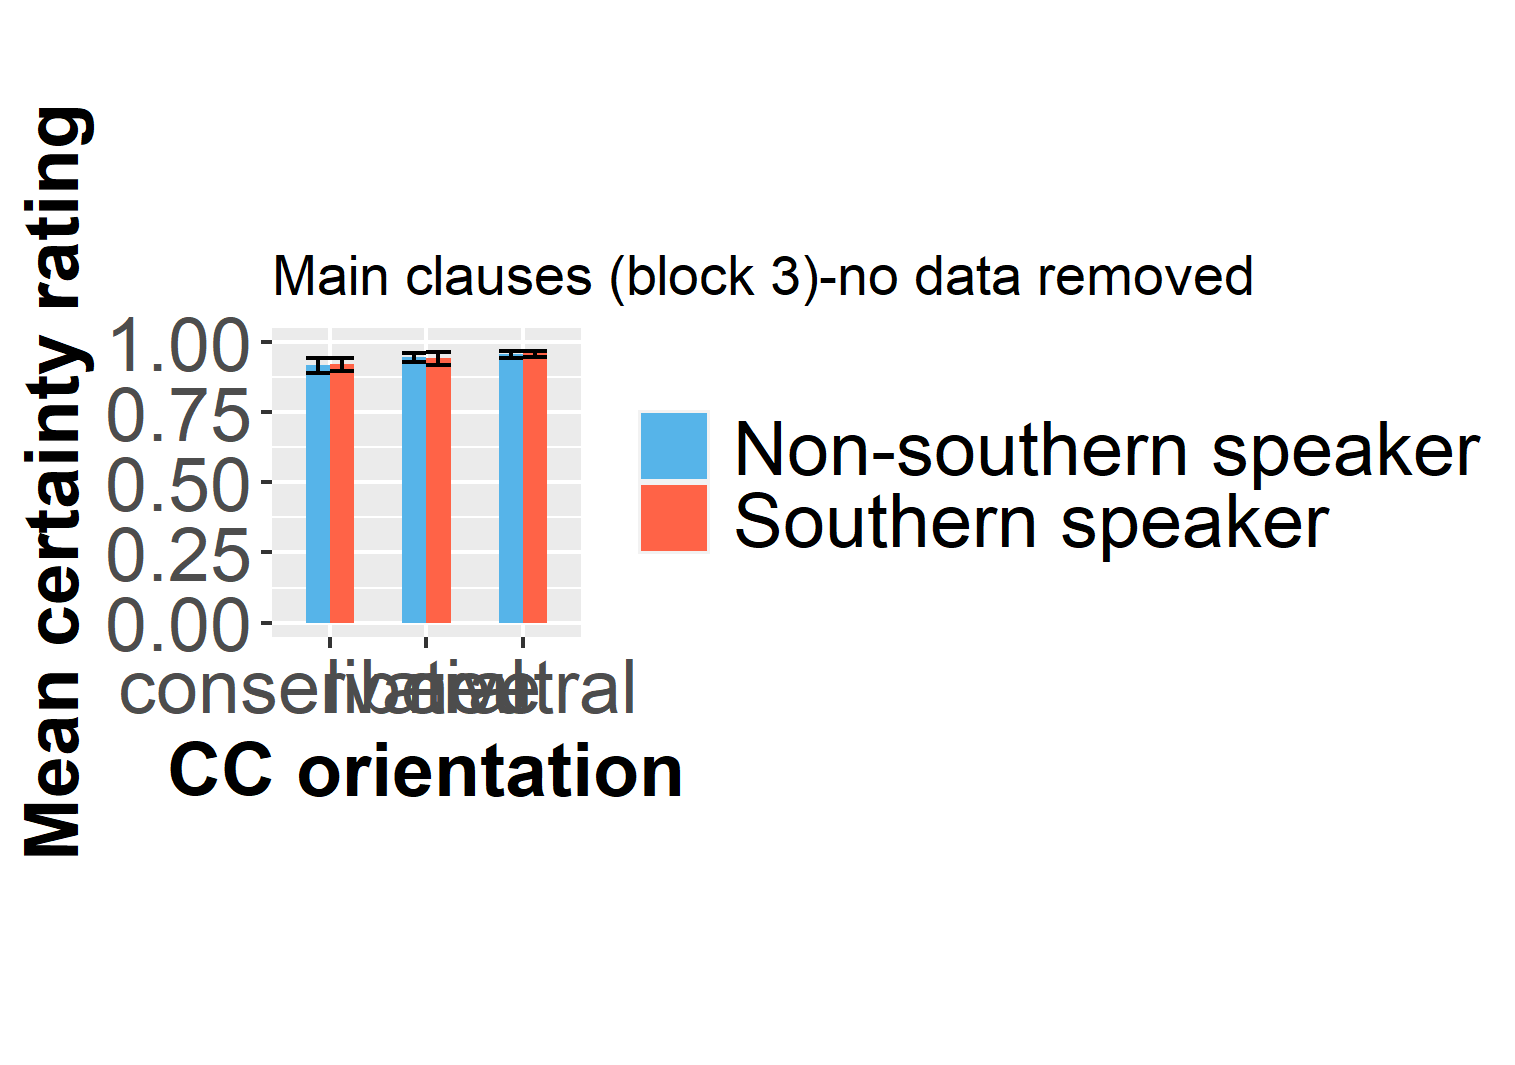 Main clauses (block 3)-no data removed
Mean certainty rating
1.00
0.75
0.50
0.25
0.00
conservative
liberal
neutral
CC orientation
Non-southern speaker
Southern speaker